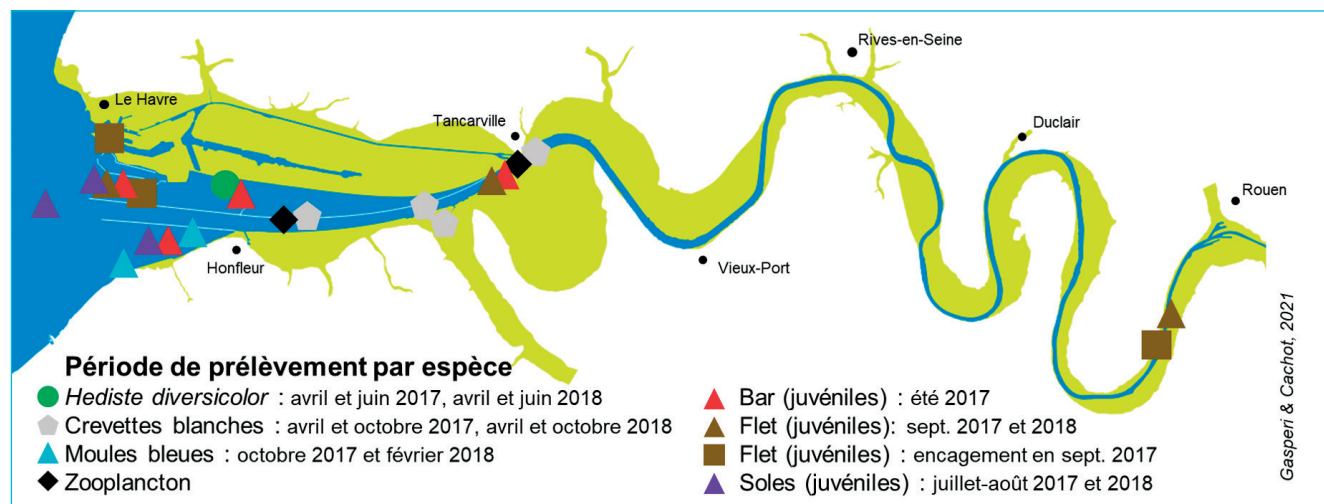 Rives-en-Seine
Le Havre
Tancarville
Duclair
Rouen
Honfleur
Vieux-Port
Gasperi & Cachot, 2021
Période de prélèvement par espèce
Hediste diversicolor : avril et juin 2017, avril et juin 2018
Crevettes blanches : avril et octobre 2017, avril et octobre 2018
Moules bleues : octobre 2017 et février 2018
Zooplancton
Bar (juvéniles) : été 2017
Flet (juvéniles): sept. 2017 et 2018
Flet (juvéniles) : encagement en sept. 2017
Soles (juvéniles) : juillet-août 2017 et 2018